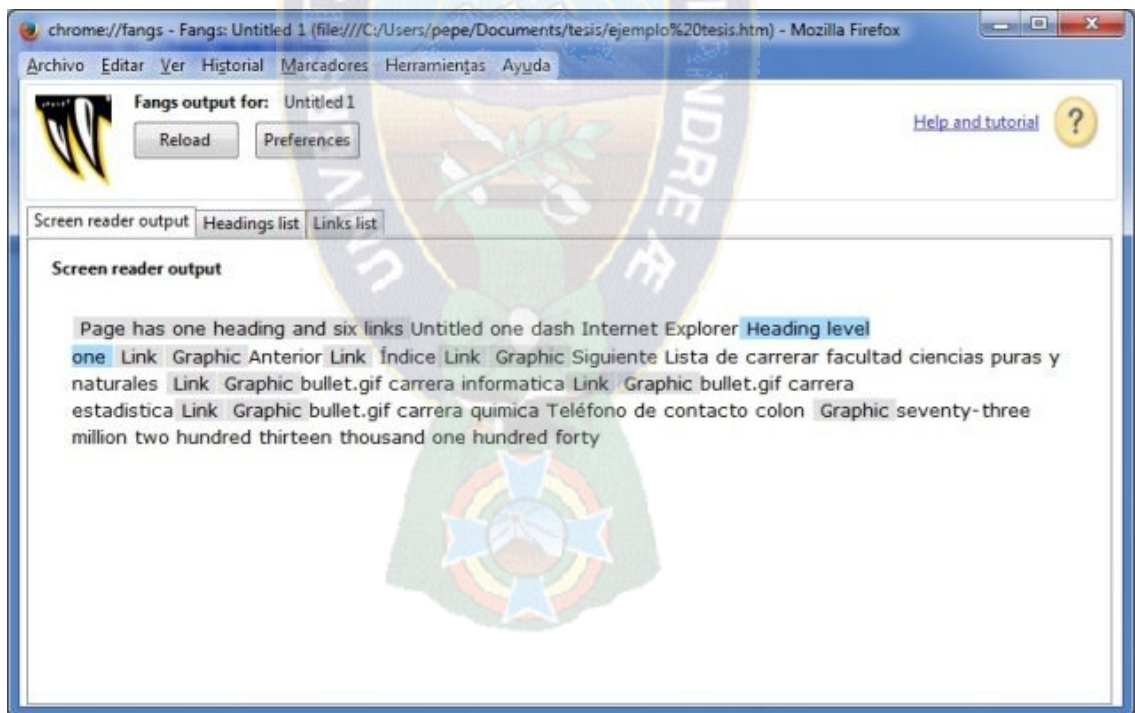 chrome://fangs - Fangs: Untitled 1 (file:///C:/Users/pepe/Documents/tesis/ejemplo%20tesis.htm) - Mozilla Firefox
Archivo Editar Ver Historial Marcadores Herramientas Ayuda
Fangs output for: Untitled 1
Reload Preferences
Help and tutorial ?
Screen reader output Headings list Links list
Screen reader output
Page has one heading and six links Untitled one dash Internet Explorer Heading level
one Link Graphic Anterior Link Índice Link Graphic Siguiente Lista de carrerar facultad ciencias puras y
naturales Link Graphic bullet.gif carrera informatica Link Graphic bullet.gif carrera
estadistica Link Graphic bullet.gif carrera quimica Teléfono de contacto colon Graphic seventy-three
million two hundred thirteen thousand one hundred forty